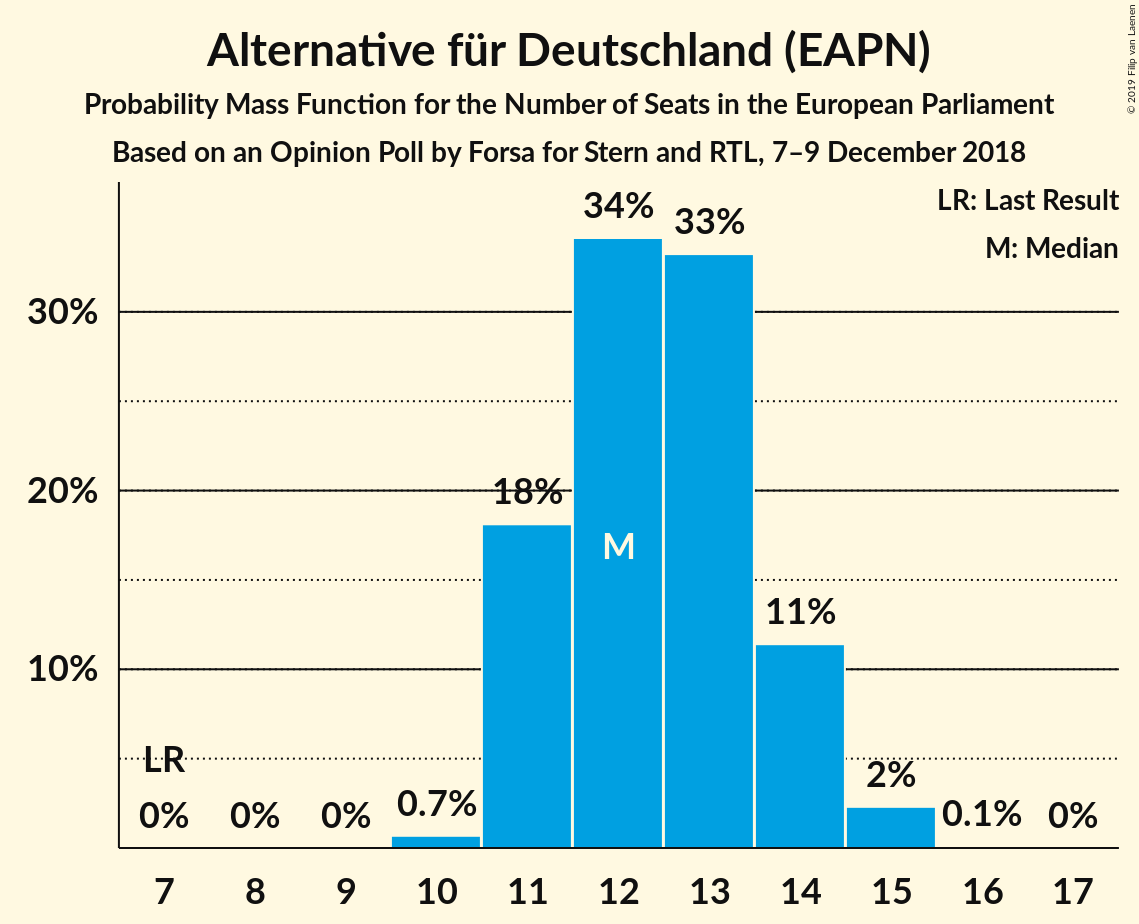 Alternative für Deutschland (EAPN)
Probability Mass Function for the Number of Seats in the European Parliament
Based on an Opinion Poll by Forsa for Stern and RTL, 7–9 December 2018
© 2019 Filip van Laenen
LR: Last Result
M: Median
34%
33%
30%
20%
18%
M
11%
10%
LR
2%
0%
0%
0%
0.7%
0.1%
0%
7 8 9 10 11 12 13 14 15 16 17